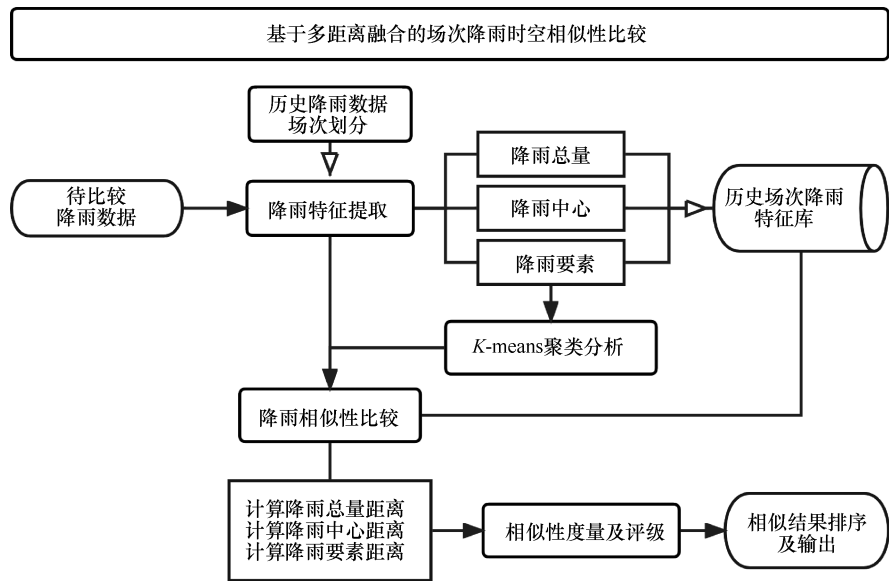 基于多距离融合的场次降雨时空相似性比较
历史降雨数据
场次划分
降雨总量
待比较
降雨数据
降雨特征提取
降雨中心
历史场次降雨
特征库
降雨要素
K-means聚类分析
降雨相似性比较
计算降雨总量距离
计算降雨中心距离
计算降雨要素距离
相似性度量及评级
相似结果排序
及输出